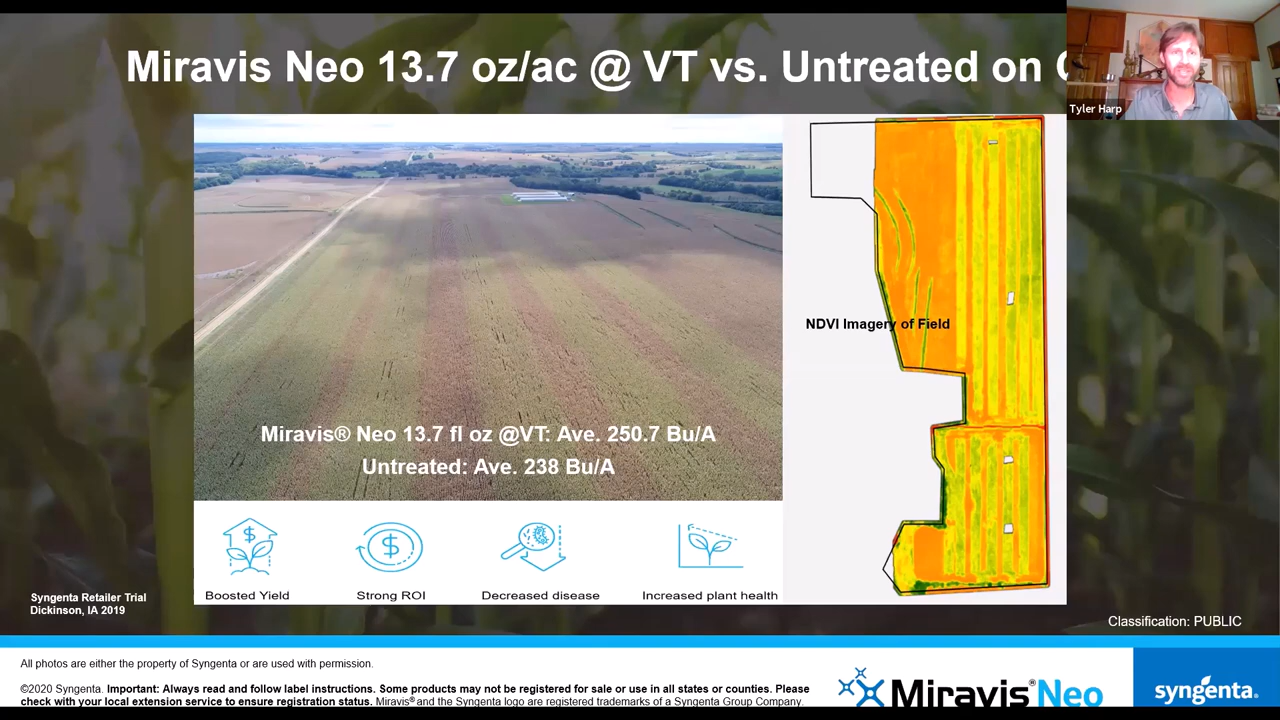 Miravis Neo 13.7 oz/ac @ VT vs. Untreated on
Tyler Harp
NDVI Imagery of Field
Miravis® Neo 13.7 fl oz @VT: Ave. 250.7 Bu/A
Untreated: Ave. 238 Bu/A
Boosted Yield
Strong ROI
Decreased disease
Increased plant health
Syngenta Retailer Trial
Dickinson, IA 2019
Classification: PUBLIC
All photos are either the property of Syngenta or are used with permission.
©2020 Syngenta. Important: Always read and follow label instructions. Some products may not be registered for sale or use in all states or counties. Please
check with your local extension service to ensure registration status. Miravis® and the Syngenta logo are registered trademarks of a Syngenta Group Company.
Miravis® Neo
syngenta